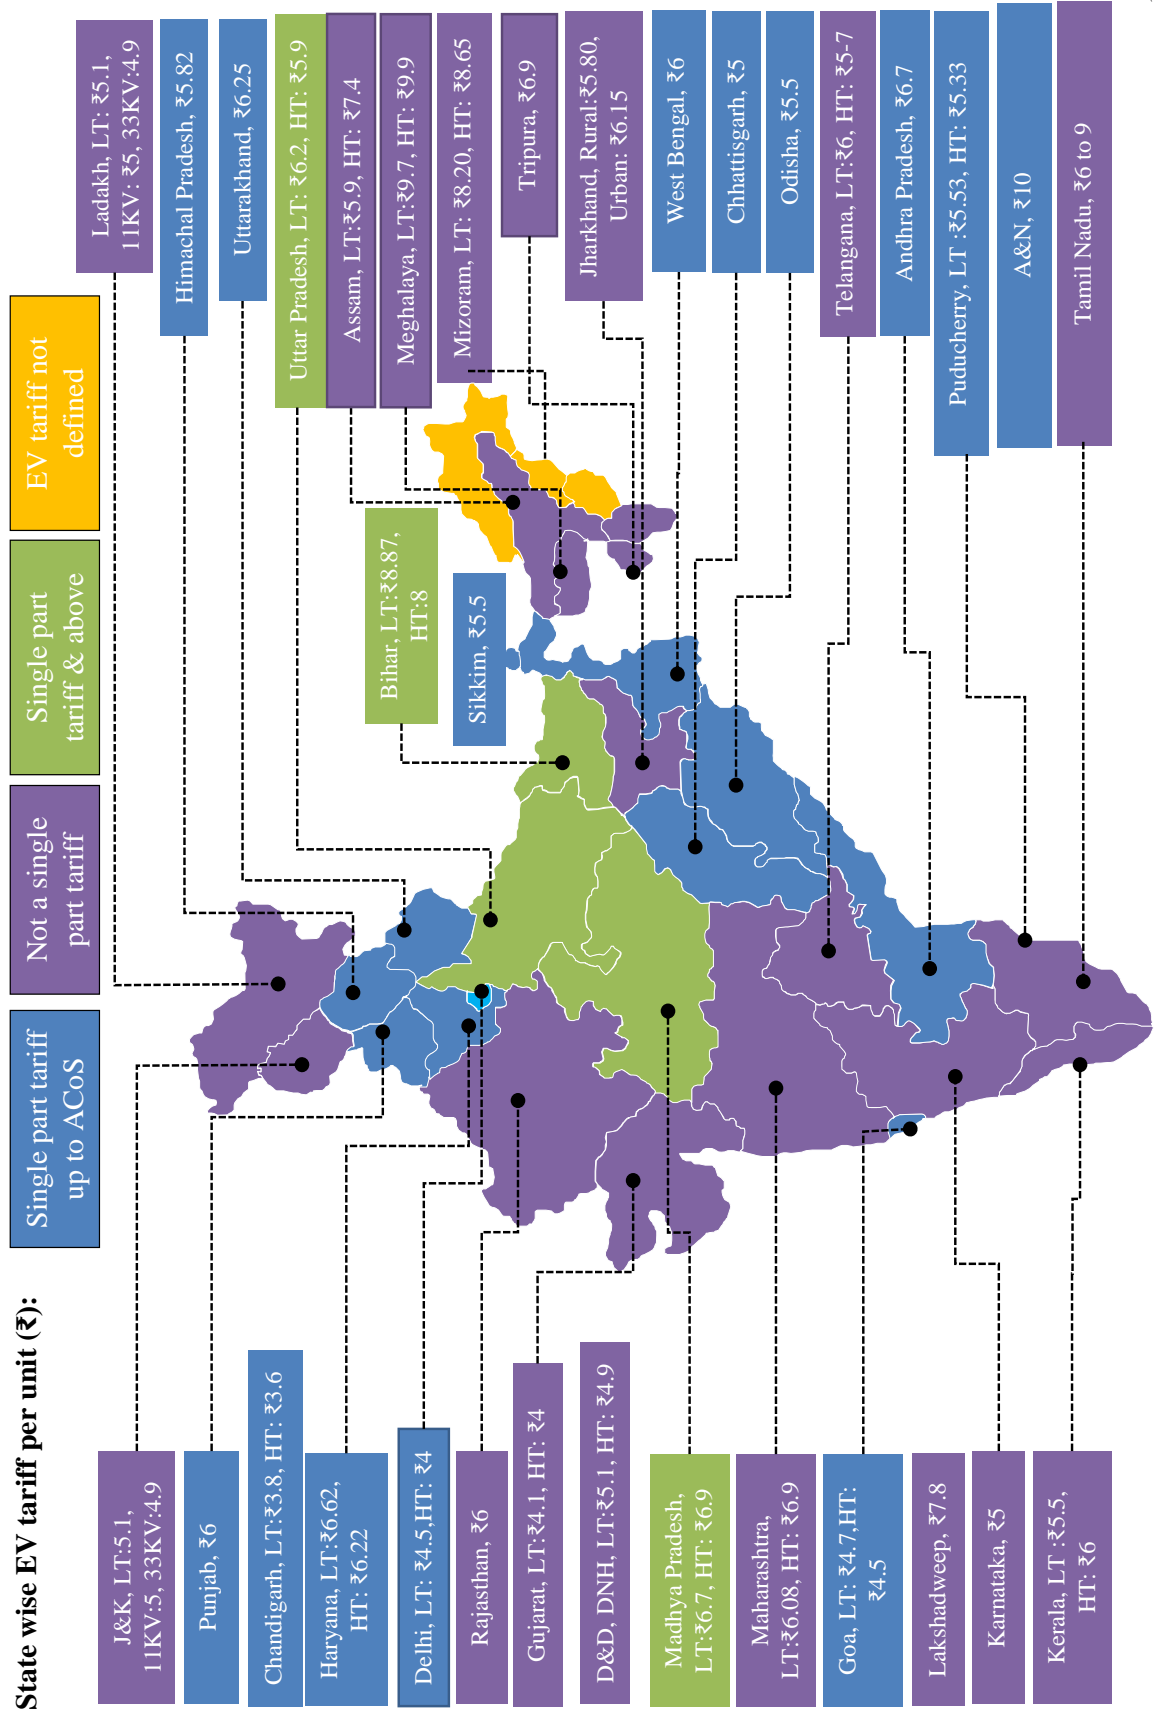 State wise EV tariff per unit (₹):
Single part tariff
up to ACoS
Not a single
part tariff
Single part
tariff & above
EV tariff not
defined
J&K, LT:5.1,
11KV:5, 33KV:4.9
Punjab, ₹6
Chandigarh, LT:₹3.8, HT: ₹3.6
Haryana, LT:₹6.62,
HT: ₹6.22
Delhi, LT: ₹4.5,HT: ₹4
Rajasthan, ₹6
Gujarat, LT:₹4.1, HT: ₹4
D&D, DNH, LT:₹5.1, HT: ₹4.9
Madhya Pradesh,
LT:₹6.7, HT: ₹6.9
Maharashtra,
LT:₹6.08, HT: ₹6.9
Goa, LT: ₹4.7,HT:
₹4.5
Lakshadweep, ₹7.8
Karnataka, ₹5
Kerala, LT :₹5.5,
HT: ₹6
Bihar, LT:₹8.87,
HT:8
Sikkim, ₹5.5
Ladakh, LT: ₹5.1,
11KV: ₹5, 33KV:4.9
Himachal Pradesh, ₹5.82
Uttarakhand, ₹6.25
Uttar Pradesh, LT: ₹6.2, HT: ₹5.9
Assam, LT:₹5.9, HT: ₹7.4
Meghalaya, LT:₹9.7, HT: ₹9.9
Mizoram, LT: ₹8.20, HT: ₹8.65
Tripura, ₹6.9
Jharkhand, Rural:₹5.80,
Urban: ₹6.15
West Bengal, ₹6
Chhattisgarh, ₹5
Odisha, ₹5.5
Telangana, LT:₹6, HT: ₹5-7
Andhra Pradesh, ₹6.7
Puducherry, LT :₹5.53, HT: ₹5.33
A&N, ₹10
Tamil Nadu, ₹6 to 9